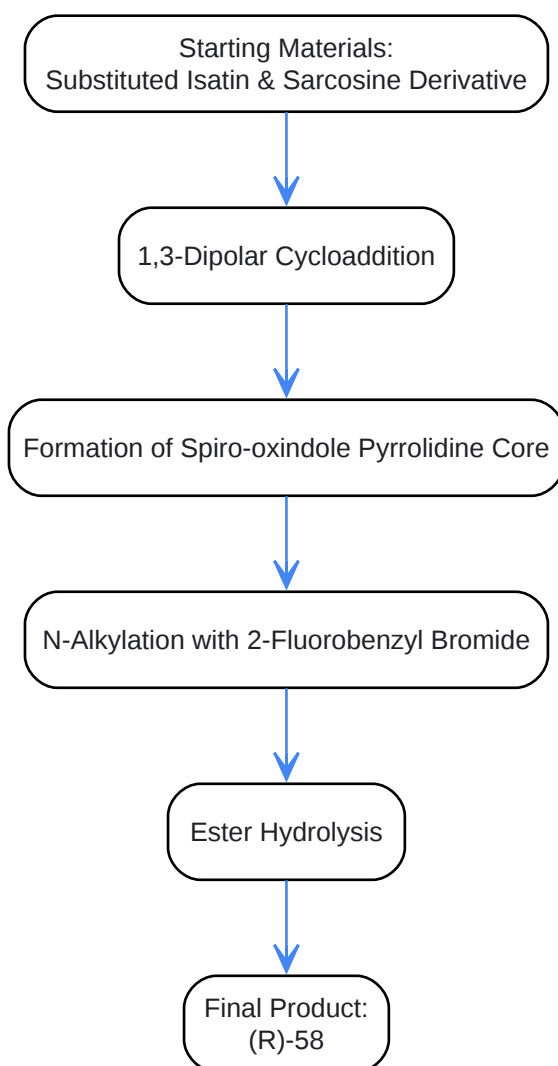 Starting Materials:
Substituted Isatin & Sarcosine Derivative
1,3-Dipolar Cycloaddition
Formation of Spiro-oxindole Pyrrolidine Core
N-Alkylation with 2-Fluorobenzyl Bromide
Ester Hydrolysis
Final Product:
(R)-58